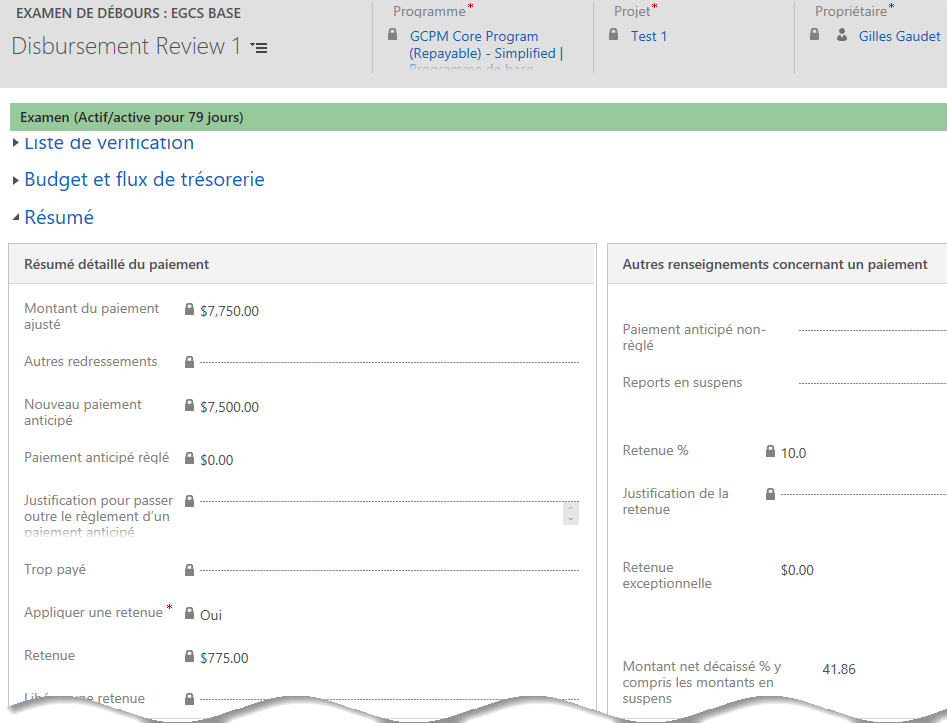 EXAMEN DE DÉBOURS : EGCS BASE
Disbursement Review 1
Programme*
GCPM Core Program
(Repayable) - Simplified |
Programme de base
Projet*
Test 1
Propriétaire*
Gilles Gaudet
Examen (Actif/active pour 79 jours)
Liste de vérification
Budget et flux de trésorerie
Résumé
Résumé détaillé du paiement
Montant du paiement
ajusté
$7,750.00
Autres redressements
Nouveau paiement
anticipé
$7,500.00
Paiement anticipé règlé
$0.00
Justification pour passer
outre le règlement d'un
paiement anticipé
Trop payé
Appliquer une retenue *
Oui
Retenue
$775.00
Libérer une retenue
Autres renseignements concernant un paiement
Paiement anticipé non-
règlé
Reports en suspens
Retenue %
10.0
Justification de la
retenue
Retenue
exceptionnelle
$0.00
Montant net décaissé % y
compris les montants en
suspens
41.86